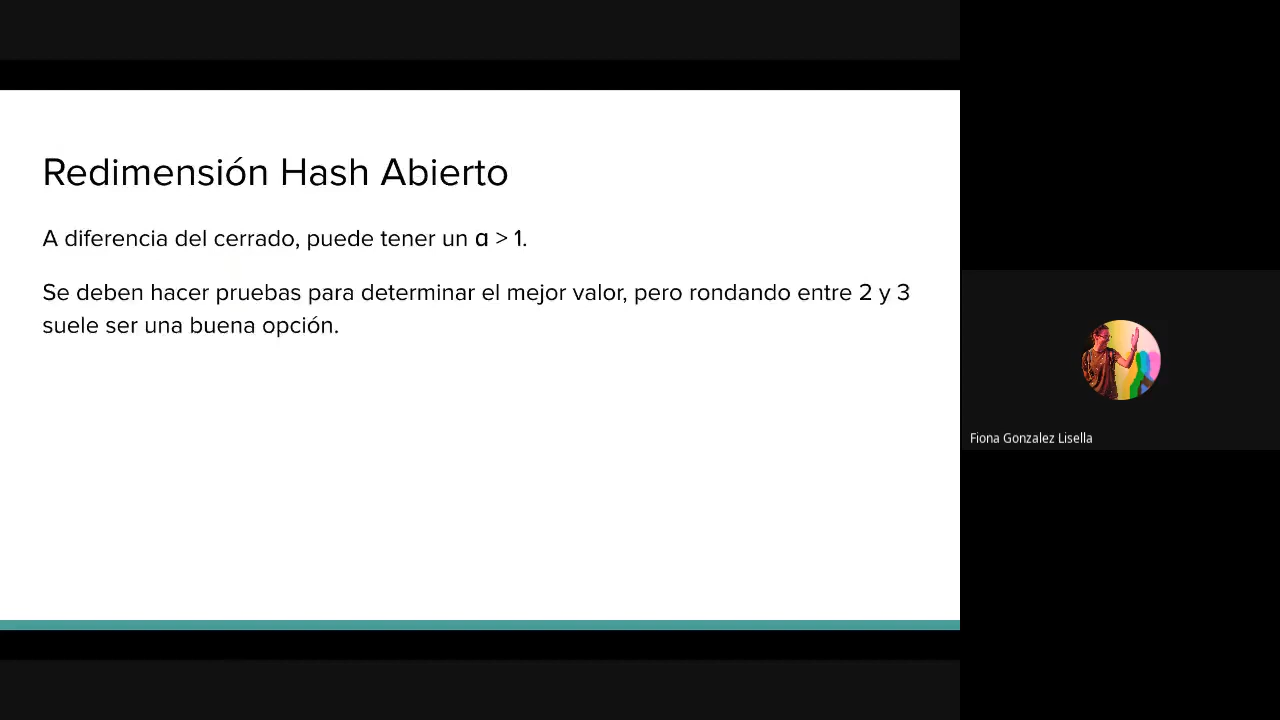 Redimensión Hash Abierto
A diferencia del cerrado, puede tener un α > 1.
Se deben hacer pruebas para determinar el mejor valor, pero rondando entre 2 y 3
suele ser una buena opción.
Fiona Gonzalez Lisella